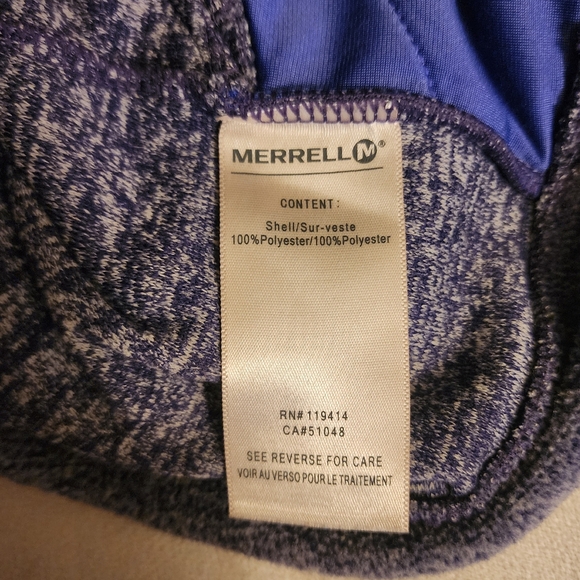 MERRELL M®
CONTENT:
Shell/Sur-veste
100%Polyester/100%Polyester
RN# 119414
CA#51048
SEE REVERSE FOR CARE
VOIR AU VERSO POUR LE TRAITEMENT